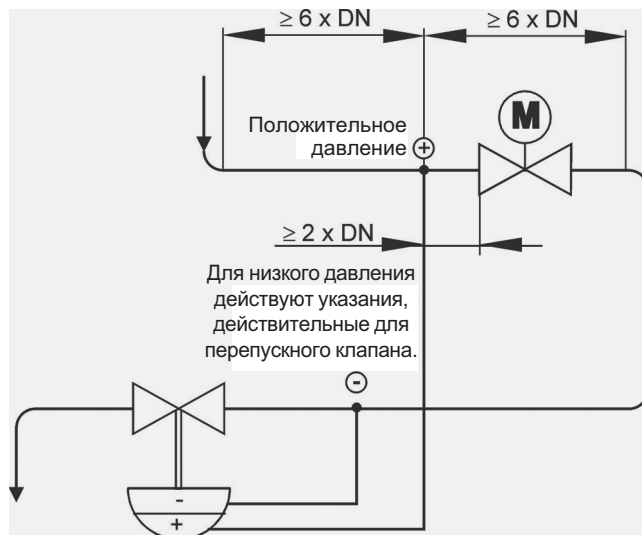 ≥ 6 x DN
≥ 6 x DN
M
Положительное
давление
+
≥ 2 x DN
Для низкого давления
действуют указания,
действительные для
перепускного клапана.
-
-
+